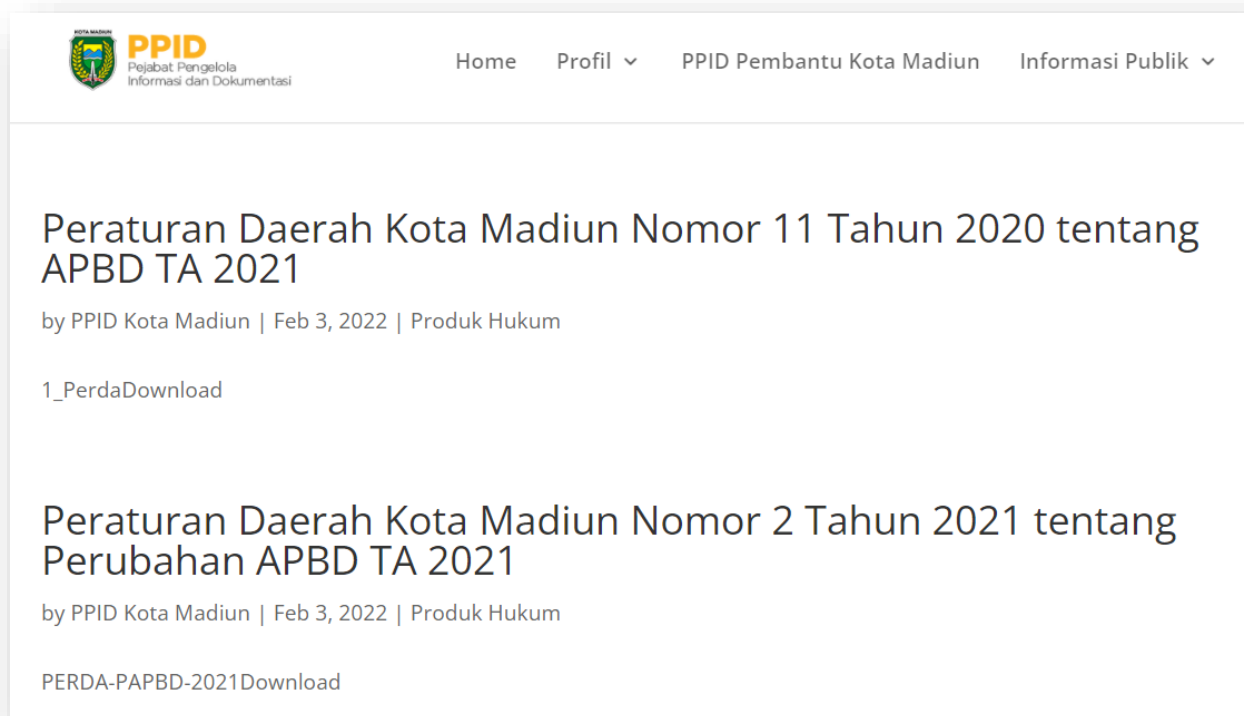 KOTA MADIUN
PPID
Pejabat Pengelola
Informasi dan Dokumentasi
Home Profil PPID Pembantu Kota Madiun Informasi Publik
Peraturan Daerah Kota Madiun Nomor 11 Tahun 2020 tentang
APBD TA 2021
by PPID Kota Madiun | Feb 3, 2022 | Produk Hukum
1_PerdaDownload
Peraturan Daerah Kota Madiun Nomor 2 Tahun 2021 tentang
Perubahan APBD TA 2021
by PPID Kota Madiun | Feb 3, 2022 | Produk Hukum
PERDA-PAPBD-2021Download